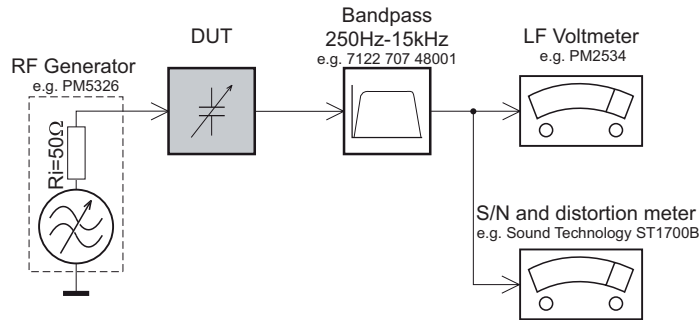 RF Generator
e.g. PM5326
Ri=50Ω
DUT
Bandpass
250Hz-15kHz
e.g. 7122 707 48001
LF Voltmeter
e.g. PM2534
S/N and distortion meter
e.g. Sound Technology ST1700B